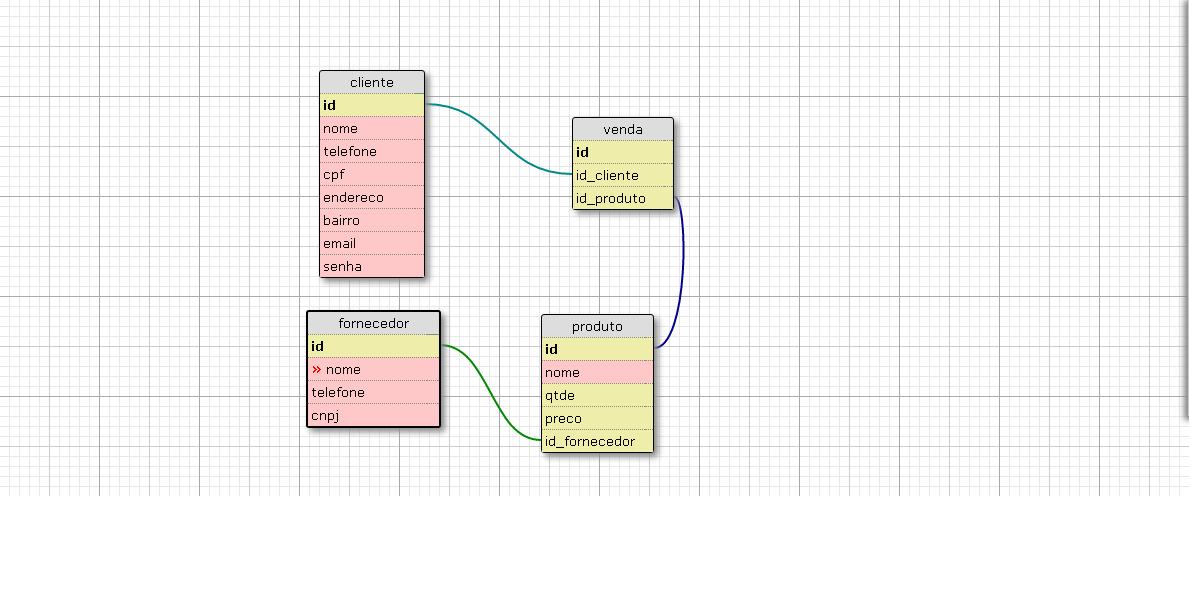 cliente
id
nome
telefone
cpf
endereco
bairro
email
senha
venda
id
id_cliente
id_produto
fornecedor
id
» nome
telefone
cnpj
produto
id
nome
qtde
preco
id_fornecedor